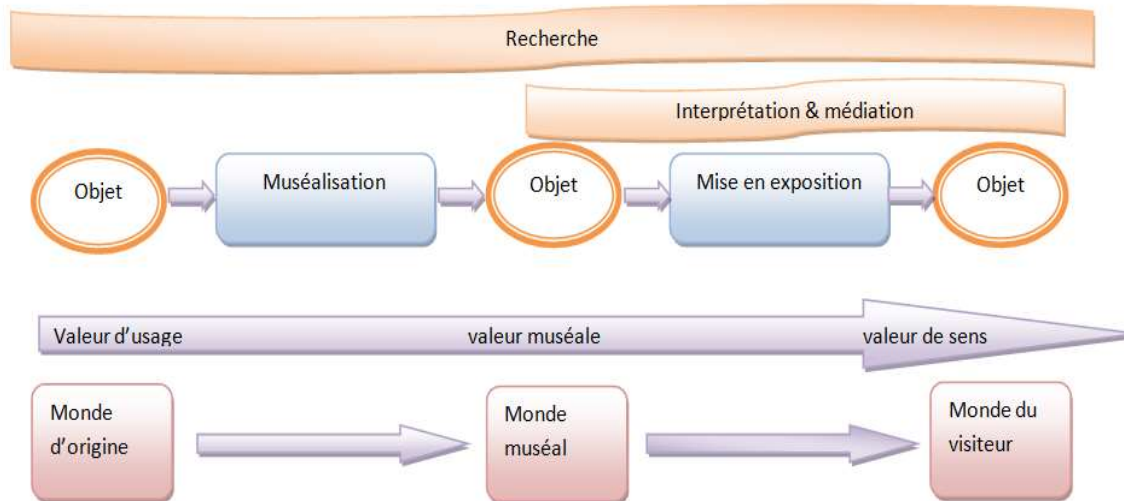 Recherche
Interprétation & médiation
Objet
Muséalisation
Objet
Mise en exposition
Objet
Valeur d’usage
valeur muséale
valeur de sens
Monde
d’origine
Monde
muséal
Monde du
visiteur